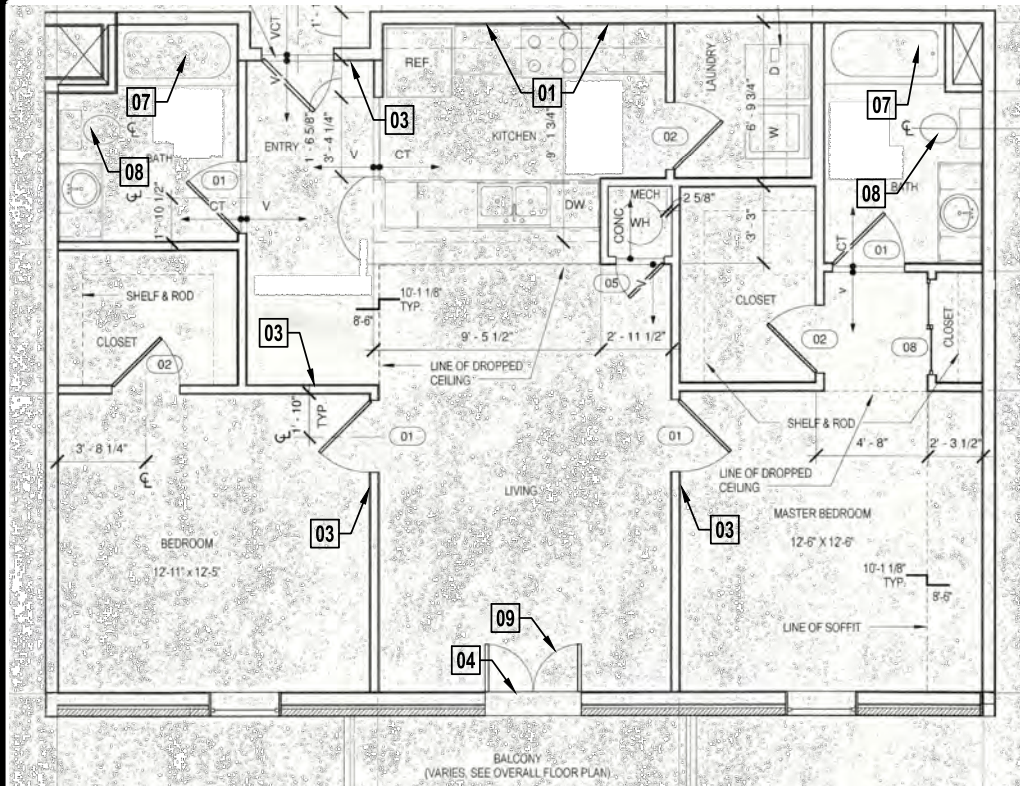 VCT
1' - 1
V
07
REF.
01
03
LAUNDRY
D
6' - 9 3/4"
W
07
℄
BATH
08
℄
1' - 10 1/2"
01
CT
V
ENTRY
1' - 6 5/8"
3' - 4 1/4"
V
CT
KITCHEN
9' - 1 3/4"
02
DW
MECH
CONC
WH
2 5/8"
3' - 3"
℄
BATH
08
CT
01
V
SHELF & ROD
CLOSET
02
03
8'-6"
10'-1 1/8"
TYP.
05
V
9' - 5 1/2"
2' - 11 1/2"
LINE OF DROPPED
CEILING
CLOSET
02
08
CLOSET
SHELF & ROD
3' - 8 1/4"
℄
1' - 10"
TYP
℄
01
01
4' - 8"
2' - 3 1/2"
LINE OF DROPPED
CEILING
BEDROOM
12'-11" x 12'-5"
03
LIVING
03
MASTER BEDROOM
12'-6" X 12'-6"
10'-1 1/8"
TYP.
8'-6"
LINE OF SOFFIT
09
04
BALCONY
(VARIES, SEE OVERALL FLOOR PLAN)